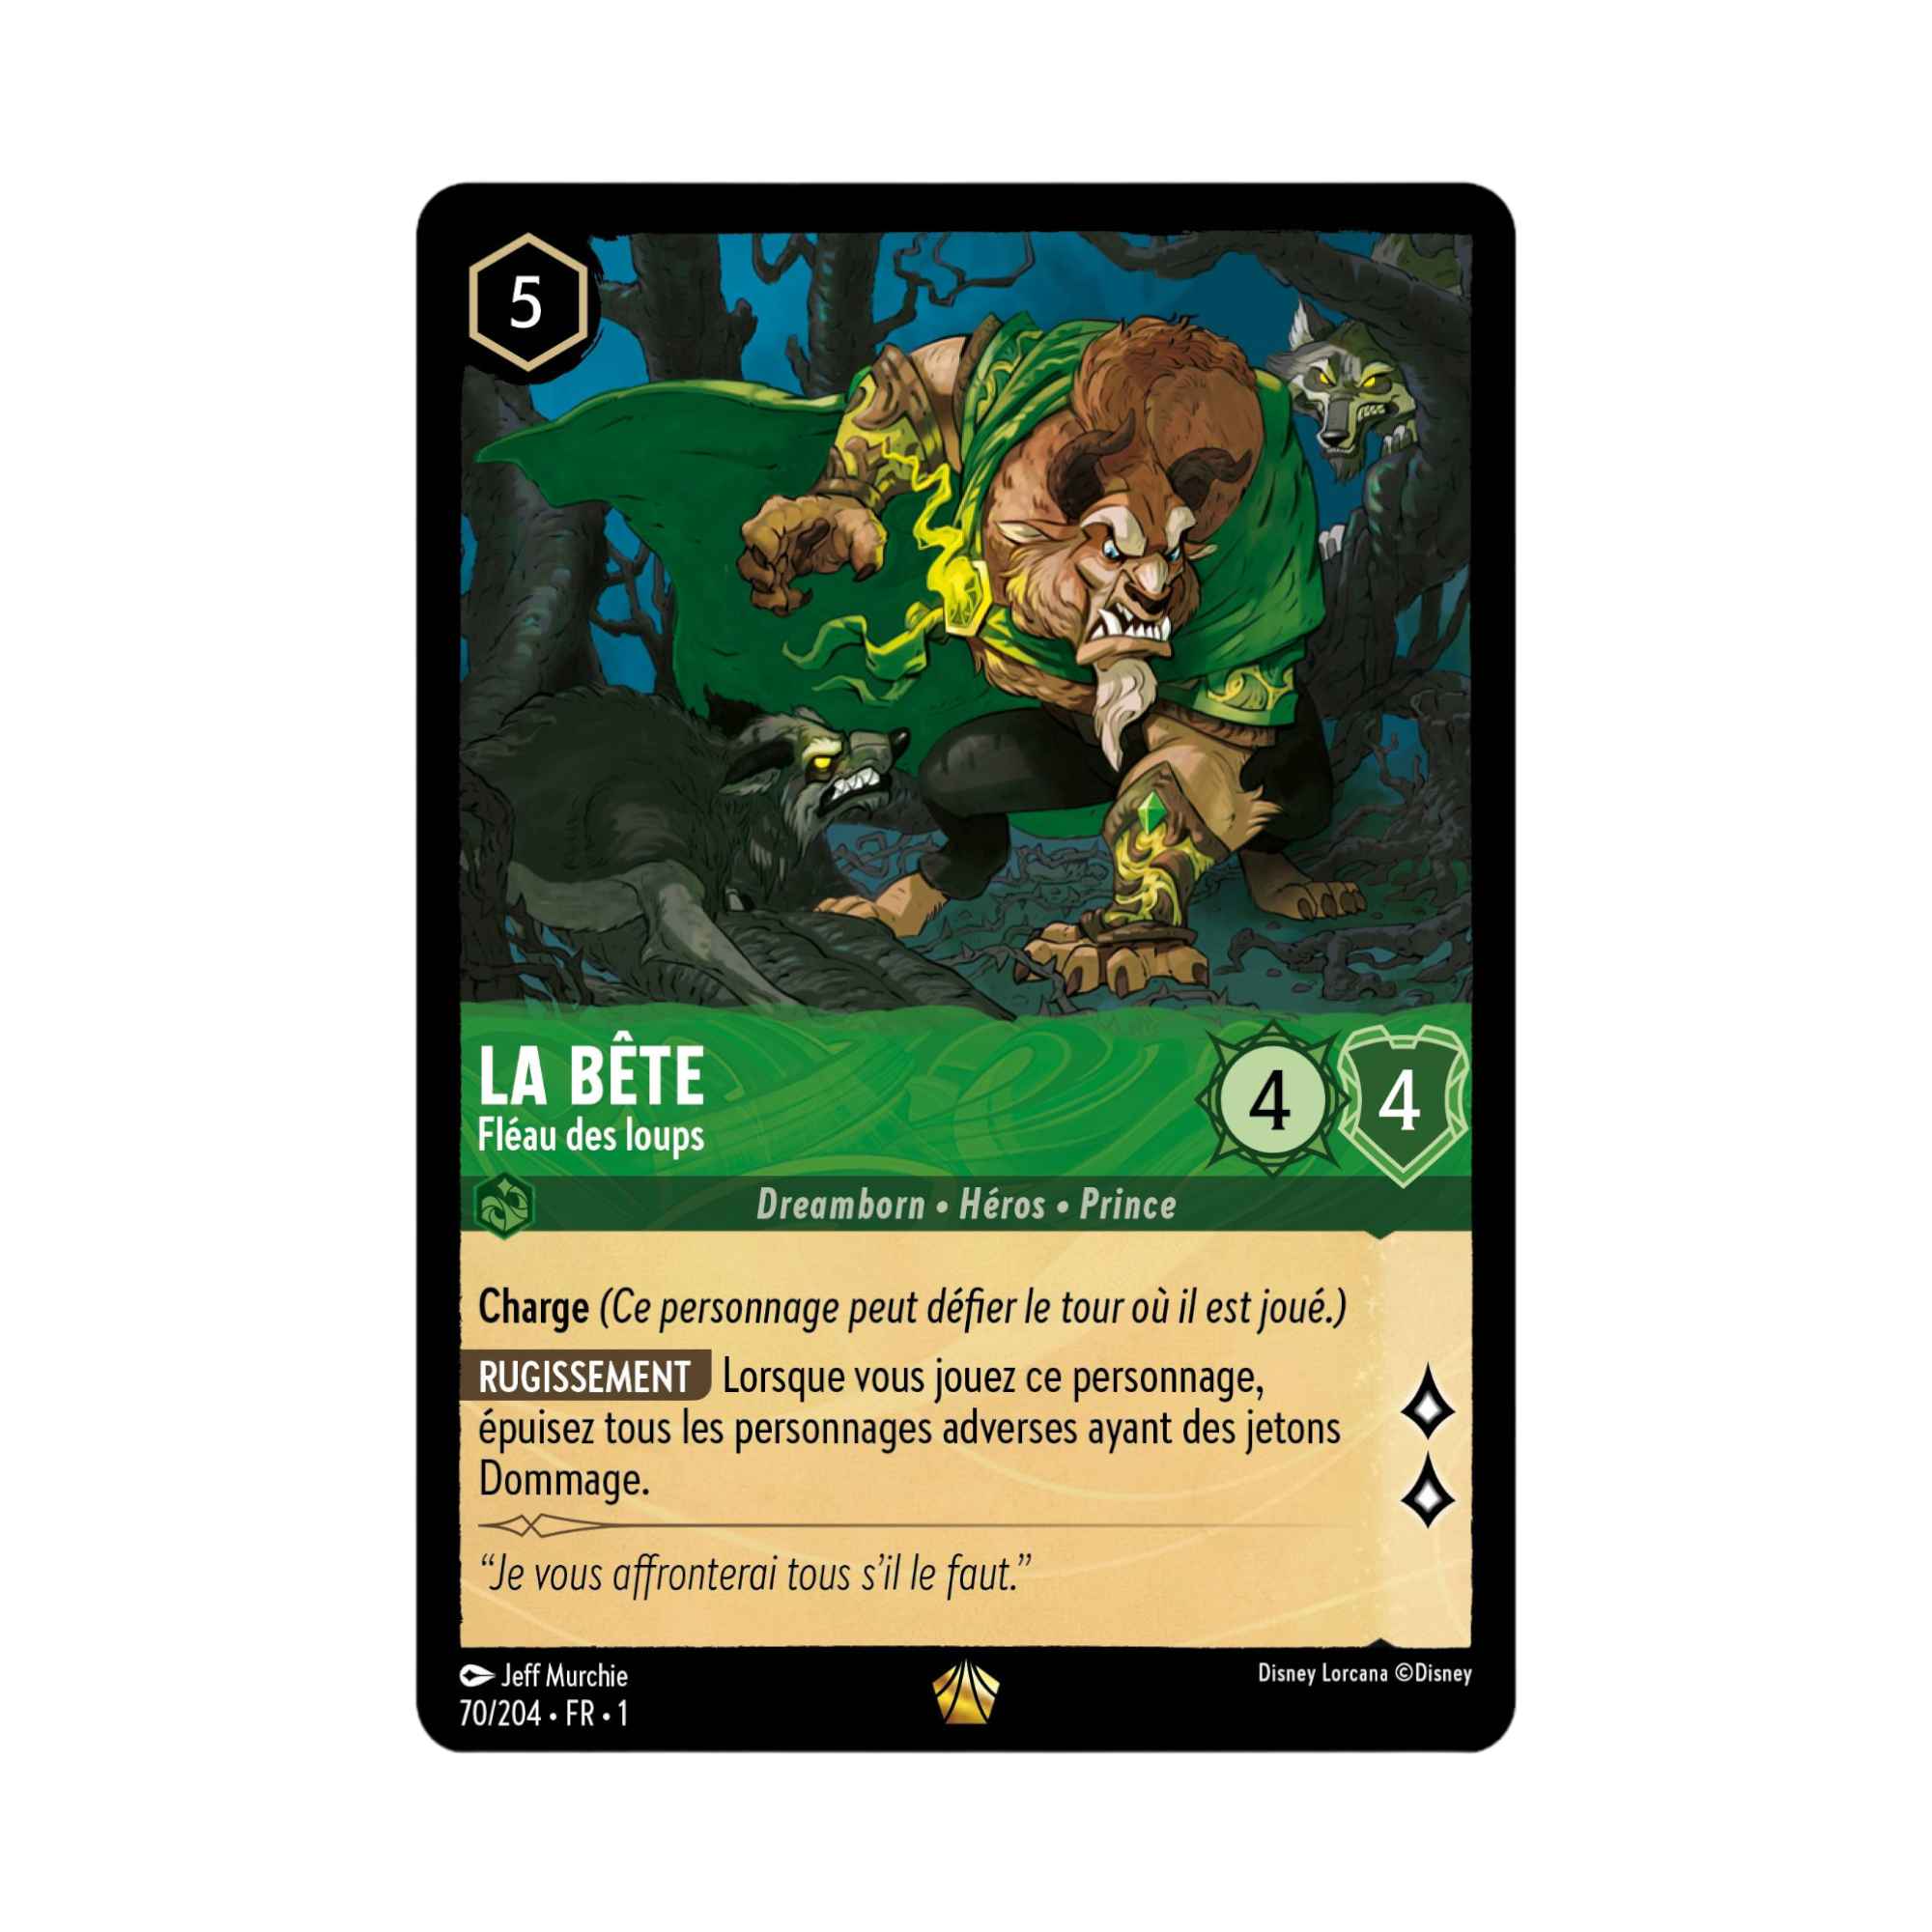 5
LA BÊTE
Fléau des loups
4 4
Dreamborn • Héros • Prince
Charge (Ce personnage peut défier le tour où il est joué.)
RUGISSEMENT Lorsque vous jouez ce personnage,
épuisez tous les personnages adverses ayant des jetons
Dommage.
“Je vous affronterai tous s’il le faut.”
Jeff Murchie
70/204 • FR • 1
Disney Lorcana ©Disney